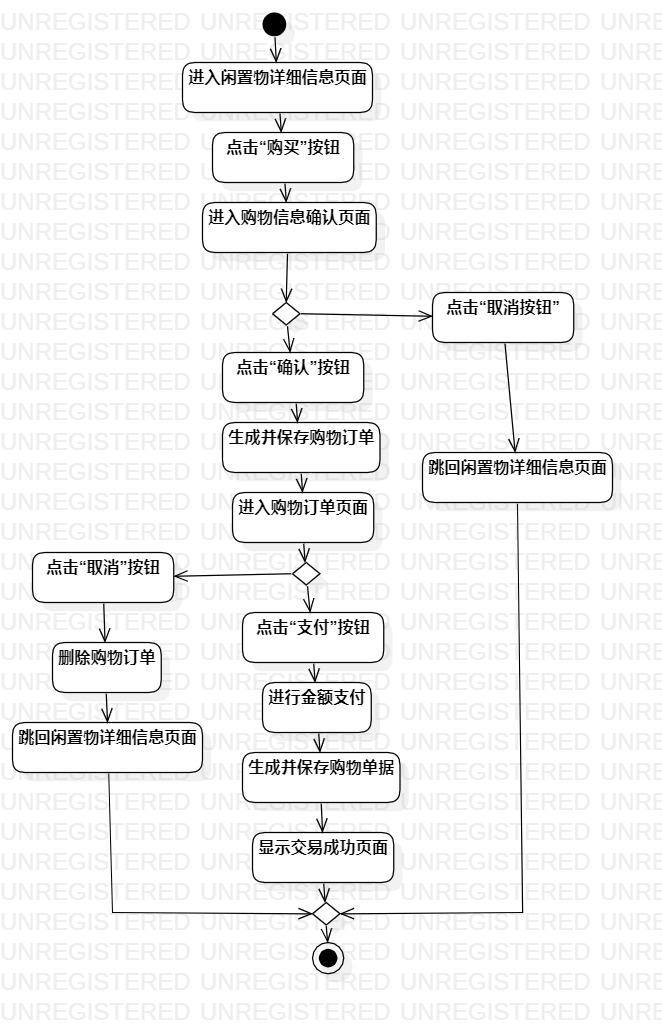 进入闲置物详细信息页面
点击“购买”按钮
进入购物信息确认页面
点击“取消按钮”
点击“确认”按钮
生成并保存购物订单
跳回闲置物详细信息页面
进入购物订单页面
点击“取消”按钮
点击“支付”按钮
删除购物订单
进行金额支付
跳回闲置物详细信息页面
生成并保存购物单据
显示交易成功页面